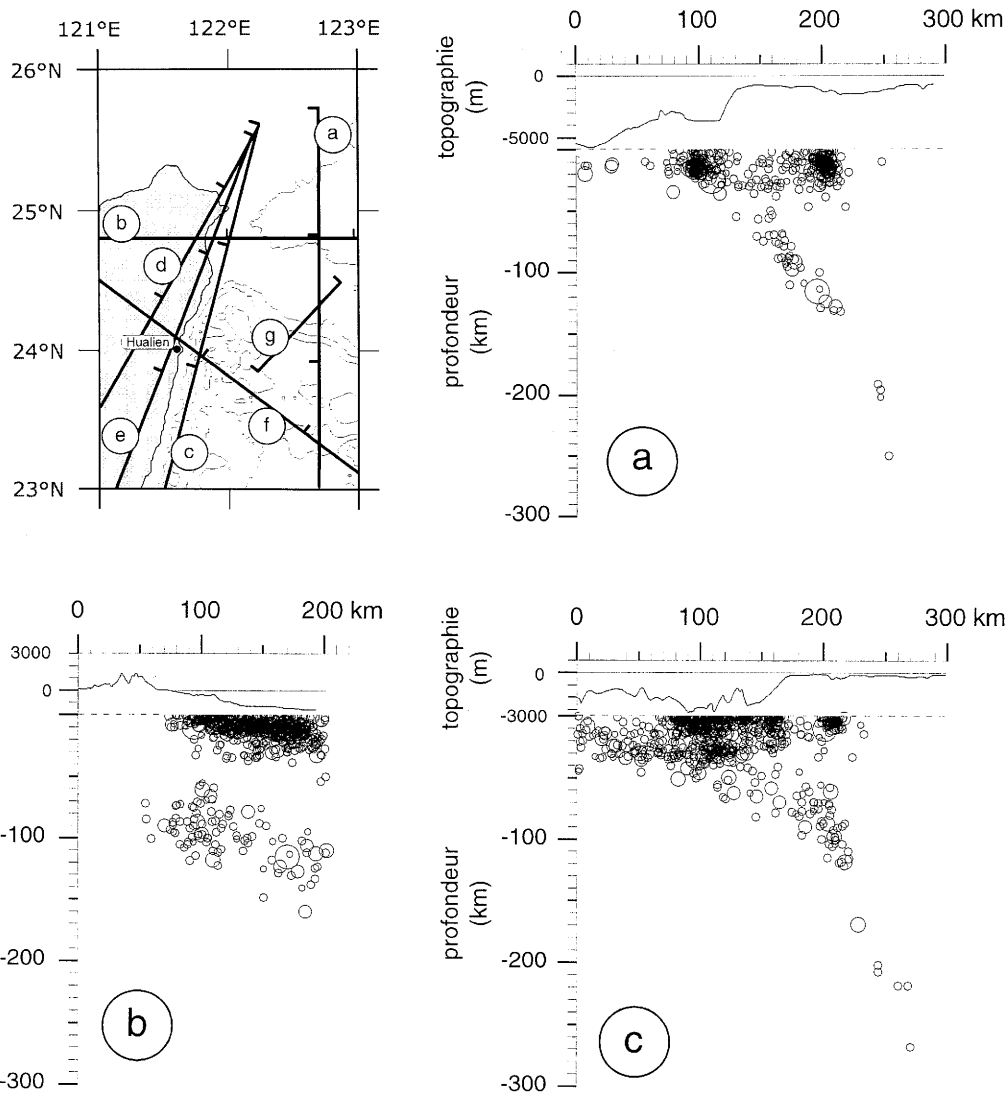 121°E 122°E 123°E
26°N
25°N
24°N
23°N
a
b
d
g
e
c
f
Hualien
0 100 200 300 km
topographie
(m)
0
-5000
profondeur
(km)
-100
-200
-300
a
0 100 200 km
3000
0
-100
-200
-300
b
0 100 200 300 km
topographie
(m)
0
-3000
profondeur
(km)
-100
-200
-300
c